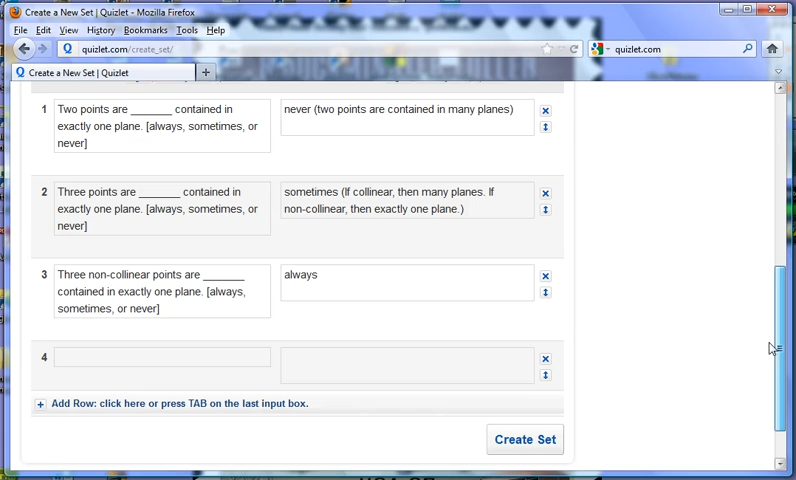 Create a New Set | Quizlet - Mozilla Firefox
File Edit View History Bookmarks Tools Help
quizlet.com/create_set/
quizlet.com
Create a New Set | Quizlet
1
Two points are _______ contained in
exactly one plane. [always, sometimes, or
never]
never (two points are contained in many planes)
2
Three points are _______ contained in
exactly one plane. [always, sometimes, or
never]
sometimes (If collinear, then many planes. If
non-collinear, then exactly one plane.)
3
Three non-collinear points are _______
contained in exactly one plane. [always,
sometimes, or never]
always
4
Add Row: click here or press TAB on the last input box.
Create Set